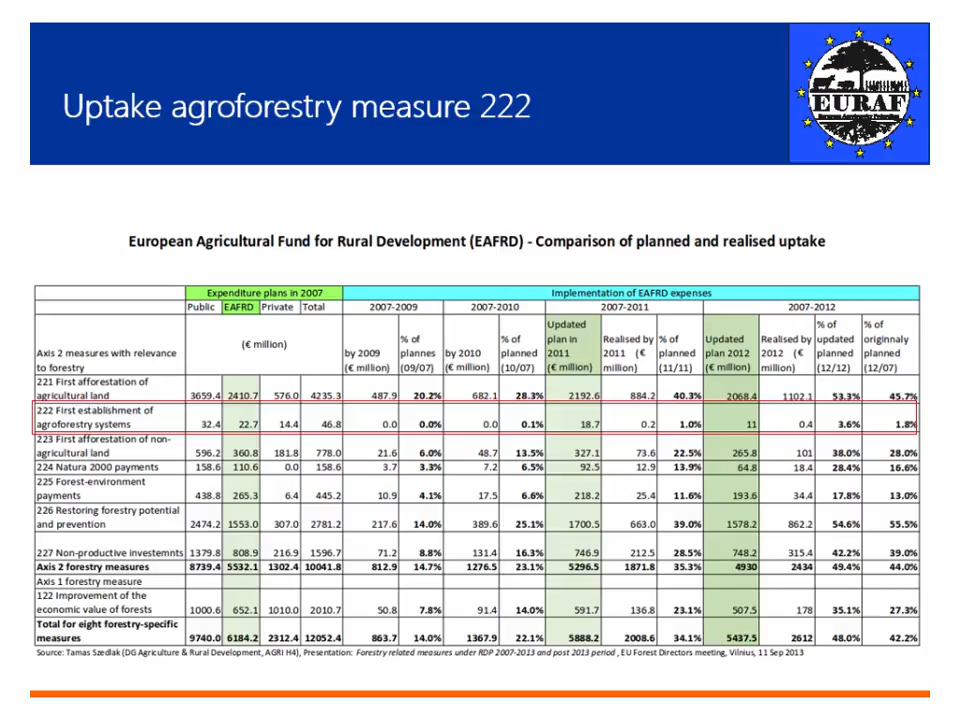 Uptake agroforestry measure 222
EURAF
European Agricultural Fund for Rural Development (EAFRD) - Comparison of planned and realised uptake
Expenditure plans in 2007 Implementation of EAFRD expenses
Public EAFRD Private Total 2007-2009 2007-2010 2007-2011 2007-2012
Axis 2 measures with relevance to forestry (€ million) by 2009 (€ million) % of plannes (09/07) by 2010 (€ million) % of planned (10/07) Updated plan in 2011 (€ million) Realised by 2011 (€ million) % of planned (11/11) Updated plan 2012 (€ million) Realised by 2012 (€ million) % of updated planned (12/12) % of originnaly planned (12/07)
221 First afforestation of agricultural land 3659.4 2410.7 576.0 4235.3 487.9 20.2% 682.1 28.3% 2192.6 884.2 40.3% 2068.4 1102.1 53.3% 45.7%
222 First establishment of agroforestry systems 32.4 22.7 14.4 46.8 0.0 0.0% 0.0 0.1% 18.7 0.2 1.0% 11 0.4 3.6% 1.8%
223 First afforestation of non-agricultural land 596.2 360.8 181.8 778.0 21.6 6.0% 48.7 13.5% 327.1 73.6 22.5% 265.8 101 38.0% 28.0%
224 Natura 2000 payments 158.6 110.6 0.0 158.6 3.7 3.3% 7.2 6.5% 92.5 12.9 13.9% 64.8 18.4 28.4% 16.6%
225 Forest-environment payments 438.8 265.3 6.4 445.2 10.9 4.1% 17.5 6.6% 218.2 25.4 11.6% 193.6 34.4 17.8% 13.0%
226 Restoring forestry potential and prevention 2474.2 1553.0 307.0 2781.2 217.6 14.0% 389.6 25.1% 1700.5 663.0 39.0% 1578.2 862.2 54.6% 55.5%
227 Non-productive investemnts 1379.8 808.9 216.9 1596.7 71.2 8.8% 131.4 16.3% 746.9 212.5 28.5% 748.2 315.4 42.2% 39.0%
Axis 2 forestry measures 8739.4 5532.1 1302.4 10041.8 812.9 14.7% 1276.5 23.1% 5296.5 1871.8 35.3% 4930 2434 49.4% 44.0%
Axis 1 forestry measure
122 Improvement of the economic value of forests 1000.6 652.1 1010.0 2010.7 50.8 7.8% 91.4 14.0% 591.7 136.8 23.1% 507.5 178 35.1% 27.3%
Total for eight forestry-specific measures 9740.0 6184.2 2312.4 12052.4 863.7 14.0% 1367.9 22.1% 5888.2 2008.6 34.1% 5437.5 2612 48.0% 42.2%
Source: Tamas Szedlak (DG Agriculture & Rural Development, AGRI H4), Presentation: Forestry related measures under RDP 2007-2013 and post 2013 period , EU Forest Directors meeting, Vilnius, 11 Sep 2013